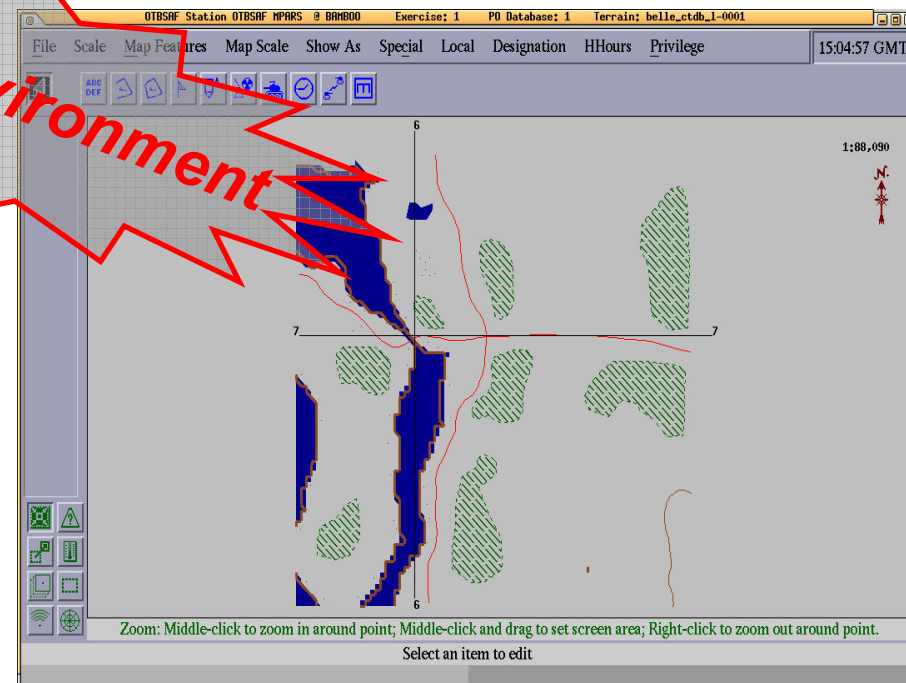 OTBSAF Station OTBSAF MPARS @ BAMBOO Exercise: 1 PO Database: 1 Terrain: belle_ctdb_l-0001
File Scale Map Features Map Scale Show As Special Local Designation HHours Privilege 15:04:57 GMT
ABC
DEF
vironment
6
1:88,090
N
7 7
6
Zoom: Middle-click to zoom in around point; Middle-click and drag to set screen area; Right-click to zoom out around point.
Select an item to edit